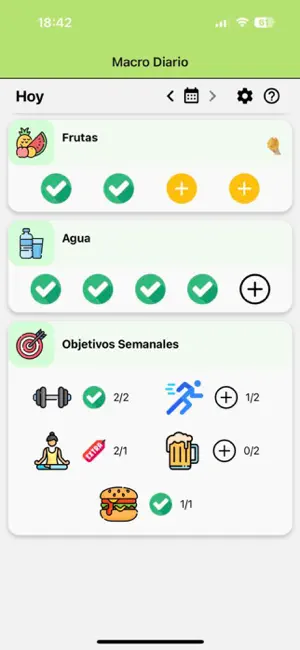 18:42
Macro Diario
Hoy
Frutas
Agua
Objetivos Semanales
2/2
1/2
EXTRA
2/1
0/2
1/1